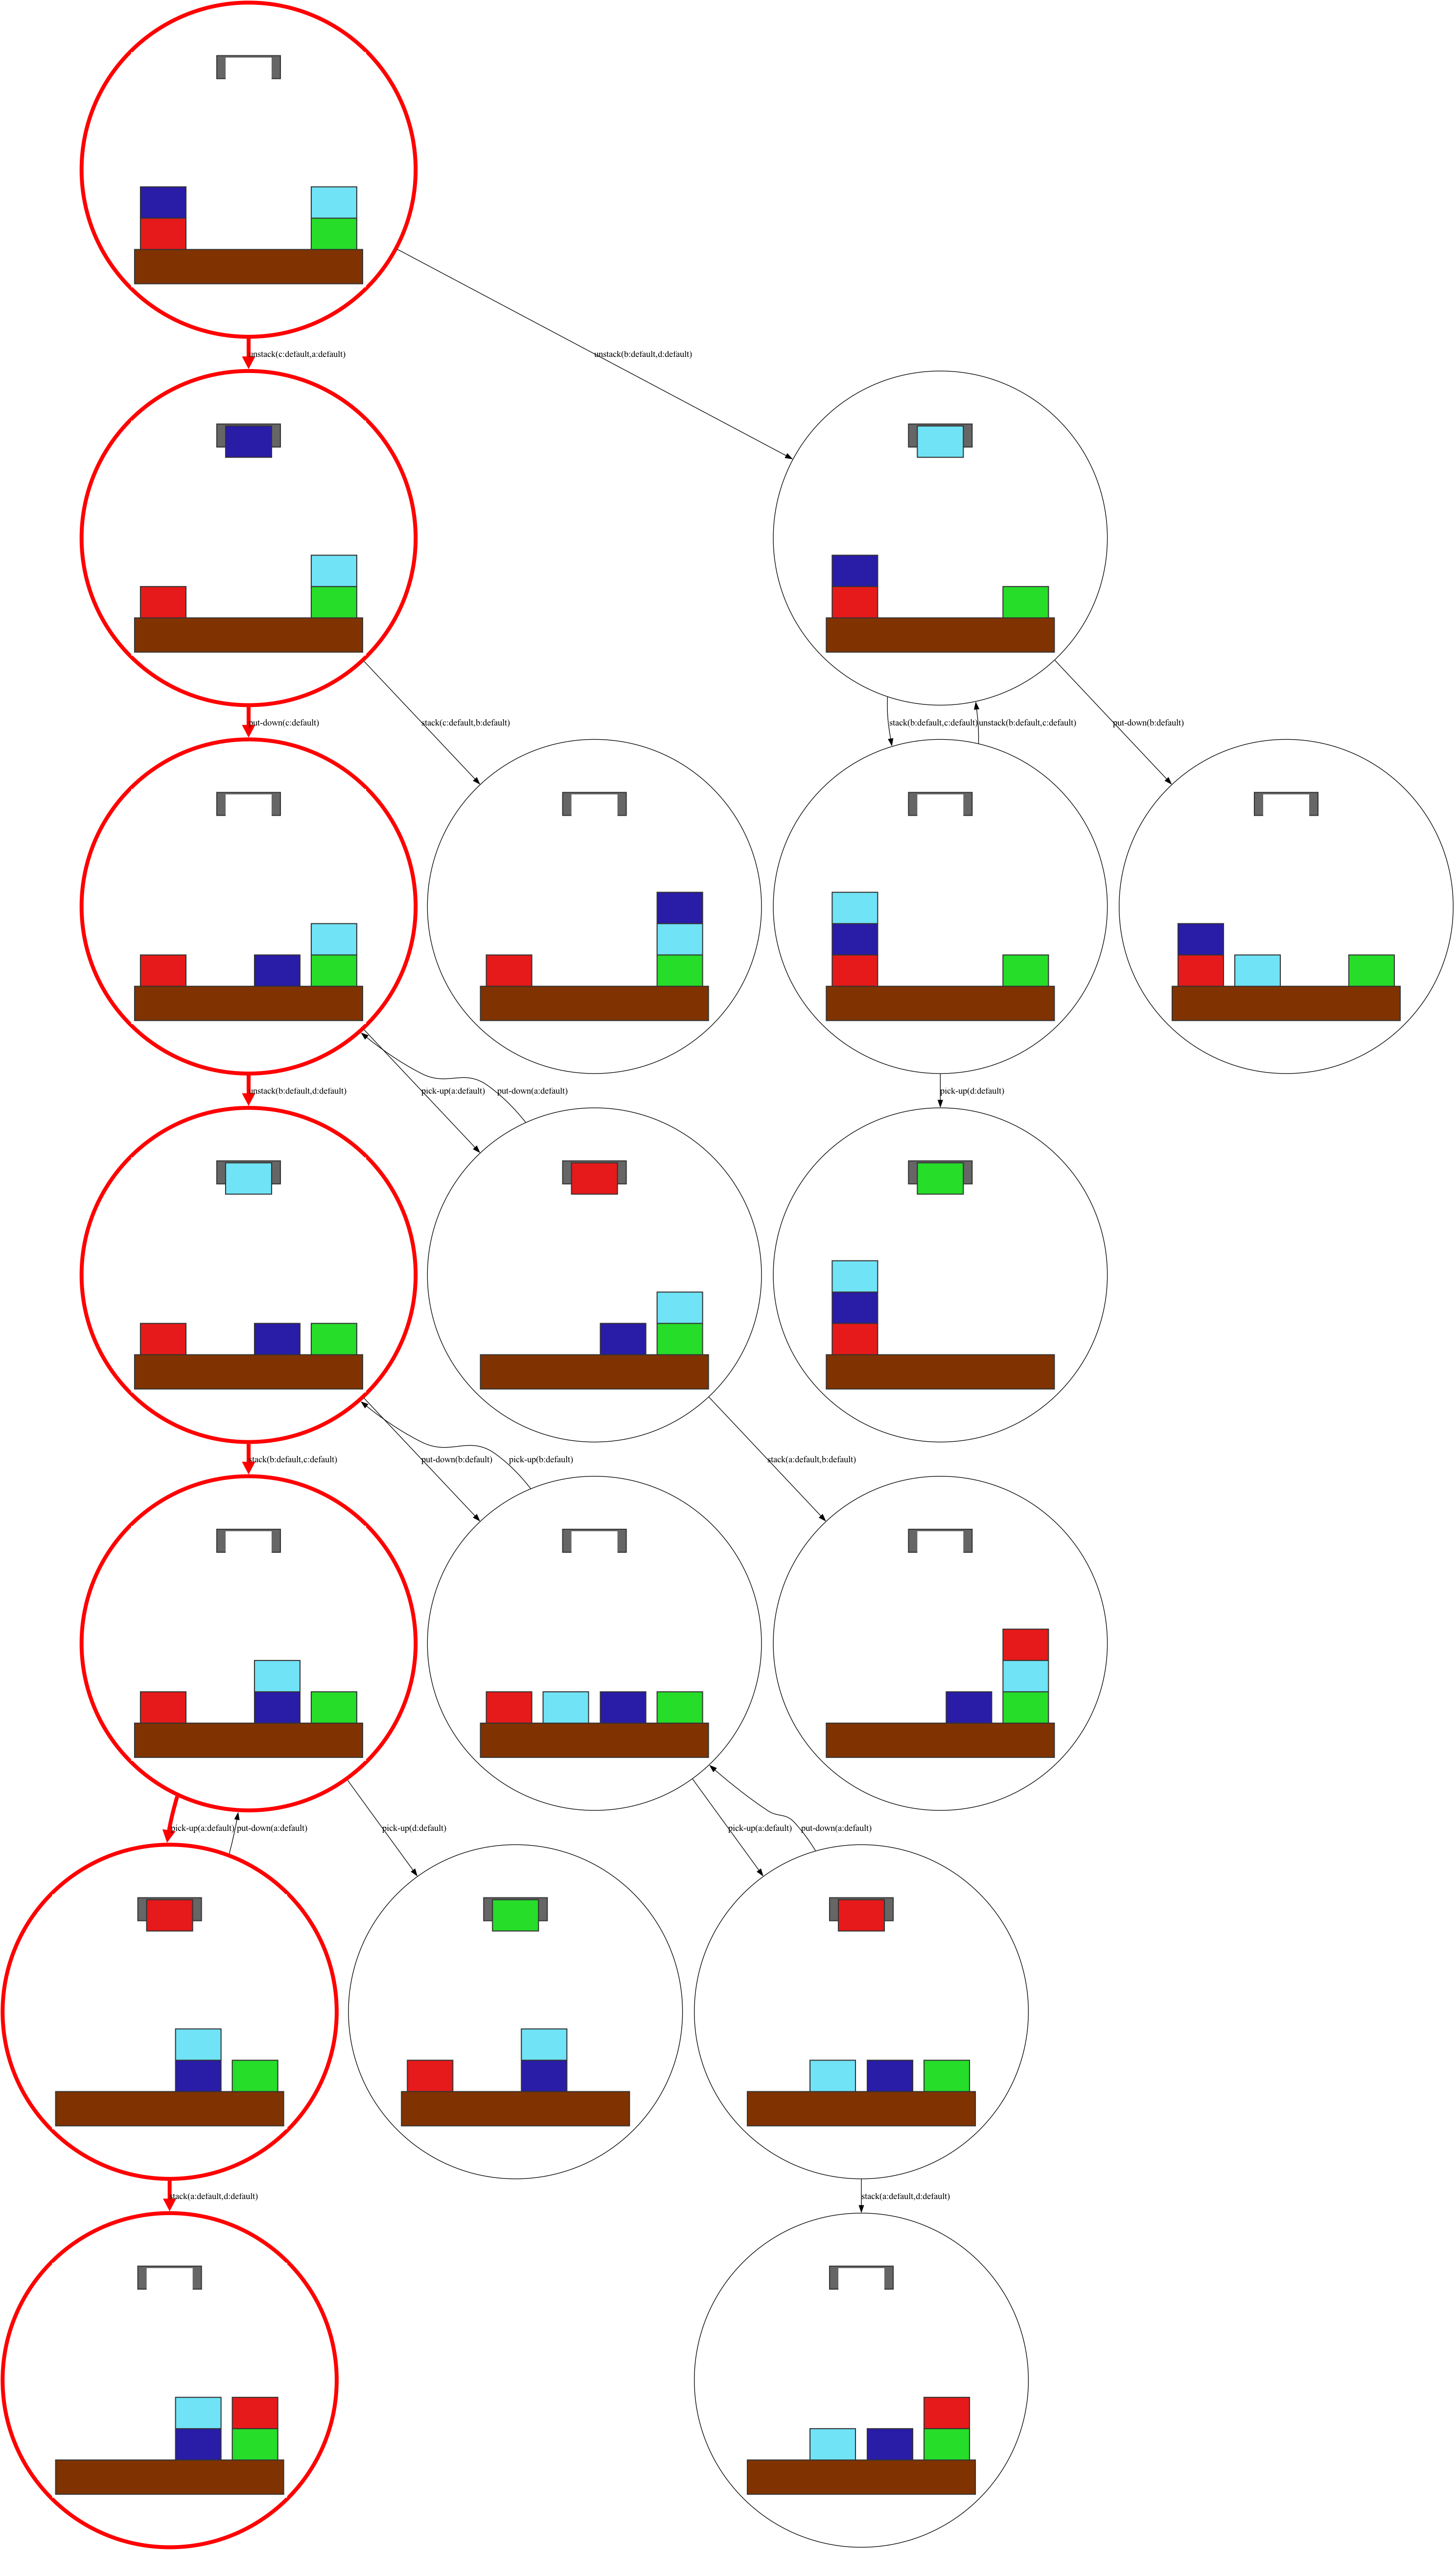 unstack(c:default,a:default)
unstack(b:default,d:default)
put-down(c:default)
stack(c:default,b:default)
stack(b:default,c:default)
unstack(b:default,c:default)
put-down(b:default)
unstack(b:default,d:default)
pick-up(a:default)
put-down(a:default)
pick-up(d:default)
stack(b:default,c:default)
put-down(b:default)
pick-up(b:default)
stack(a:default,b:default)
pick-up(a:default)
put-down(a:default)
pick-up(d:default)
pick-up(a:default)
put-down(a:default)
stack(a:default,d:default)
stack(a:default,d:default)